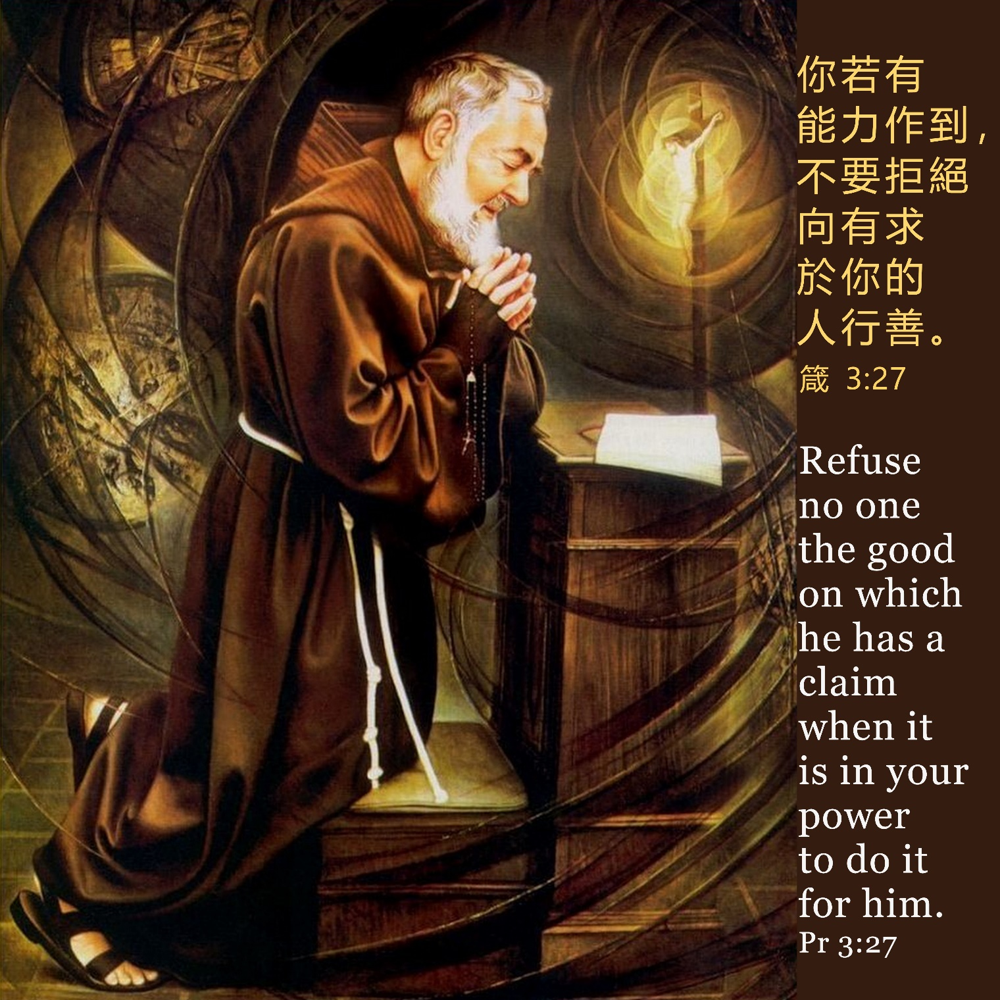 你若有
能力作到,
不要拒絕
向有求
於你的
人行善。
箴 3:27
Refuse
no one
the good
on which
he has a
claim
when it
is in your
power
to do it
for him.
Pr 3:27